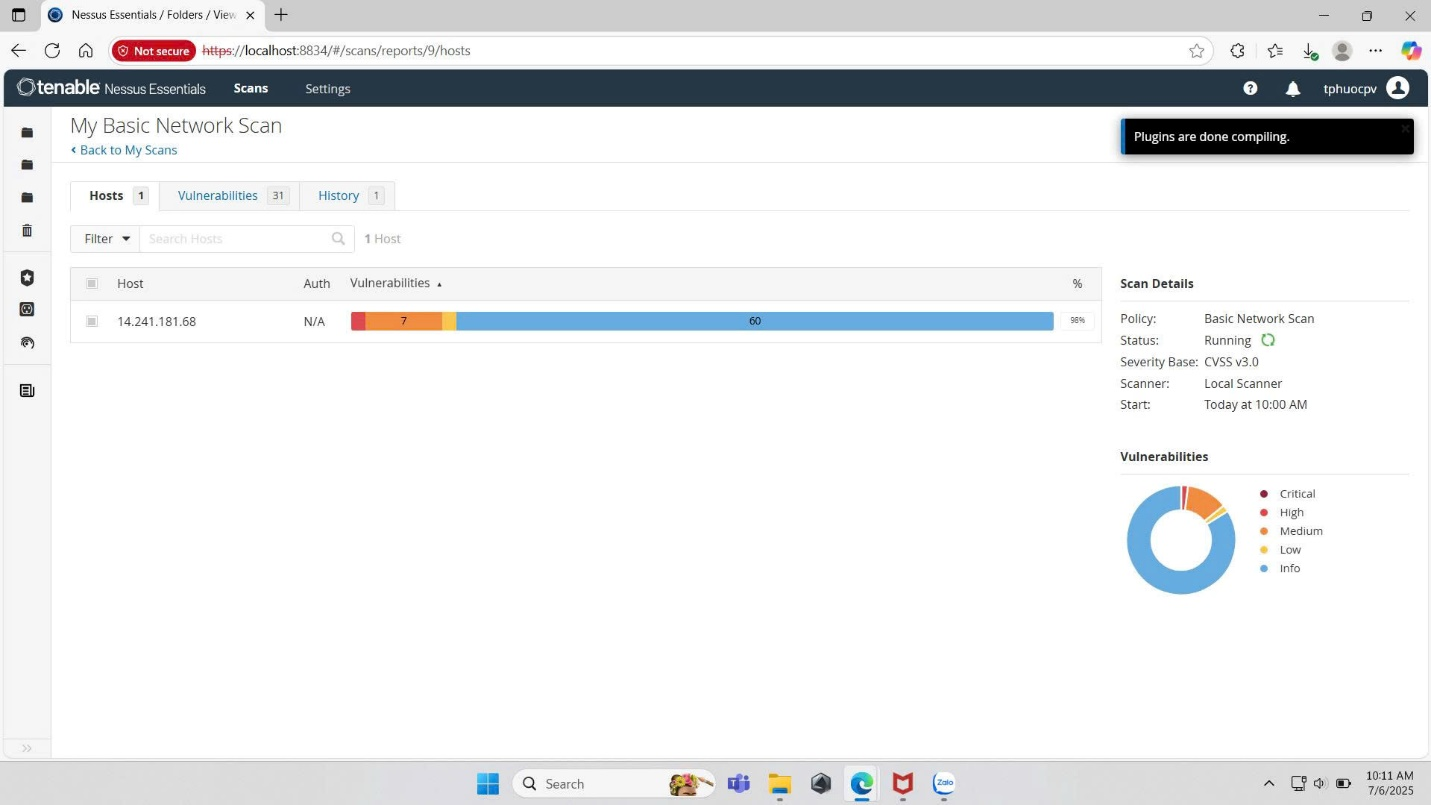 Nessus Essentials / Folders / View
Not secure https://localhost:8834/#/scans/reports/9/hosts
tenable Nessus Essentials Scans Settings tphuocpv
My Basic Network Scan
Back to My Scans
Plugins are done compiling.
Hosts 1 Vulnerabilities 31 History 1
Filter Search Hosts 1 Host
Host Auth Vulnerabilities %
14.241.181.68 N/A 7 60 98%
Scan Details
Policy: Basic Network Scan
Status: Running
Severity Base: CVSS v3.0
Scanner: Local Scanner
Start: Today at 10:00 AM
Vulnerabilities
Critical
High
Medium
Low
Info
Search
Zalo
10:11 AM
7/6/2025